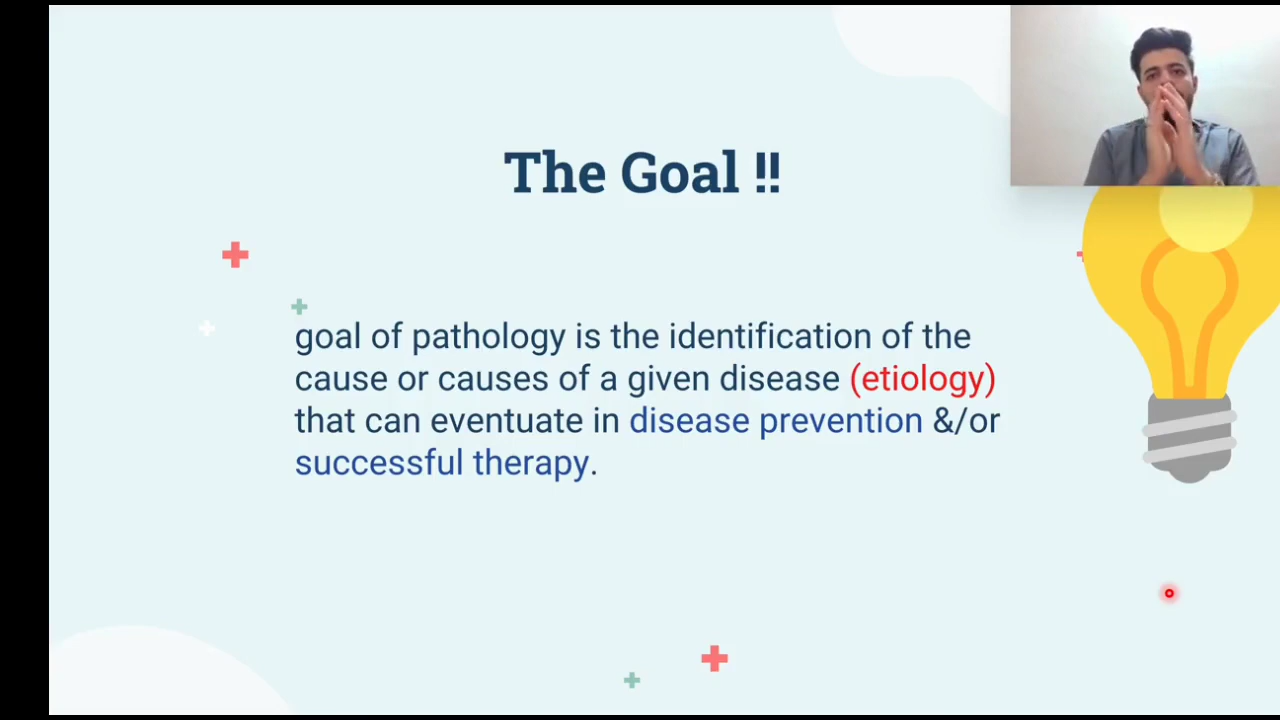 The Goal !!
goal of pathology is the identification of the
cause or causes of a given disease (etiology)
that can eventuate in disease prevention &/or
successful therapy.